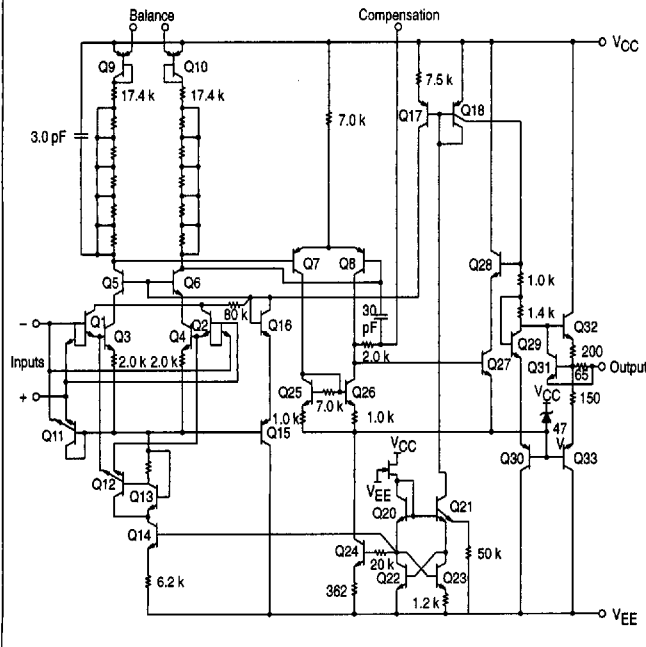 Balance
Compensation
VCC
Q9
Q10
17.4 k
17.4 k
3.0 pF
7.5 k
Q17
Q18
7.0 k
Q5
Q6
Q7
Q8
Q28
1.0 k
1.4 k
80 k
Q16
30
pF
2.0 k
Q1
Q3
Q4
Q2
Q29
Q32
–
Inputs
+
2.0 k
2.0 k
Q27
Q31
200
65
Output
150
Q25
7.0 k
Q26
VCC
47
V
Q11
1.0 k
Q15
1.0 k
Q30
Q33
Q12
Q13
VCC
VEE
Q20
Q21
Q14
Q24
20 k
Q22
Q23
50 k
6.2 k
362
1.2 k
VEE